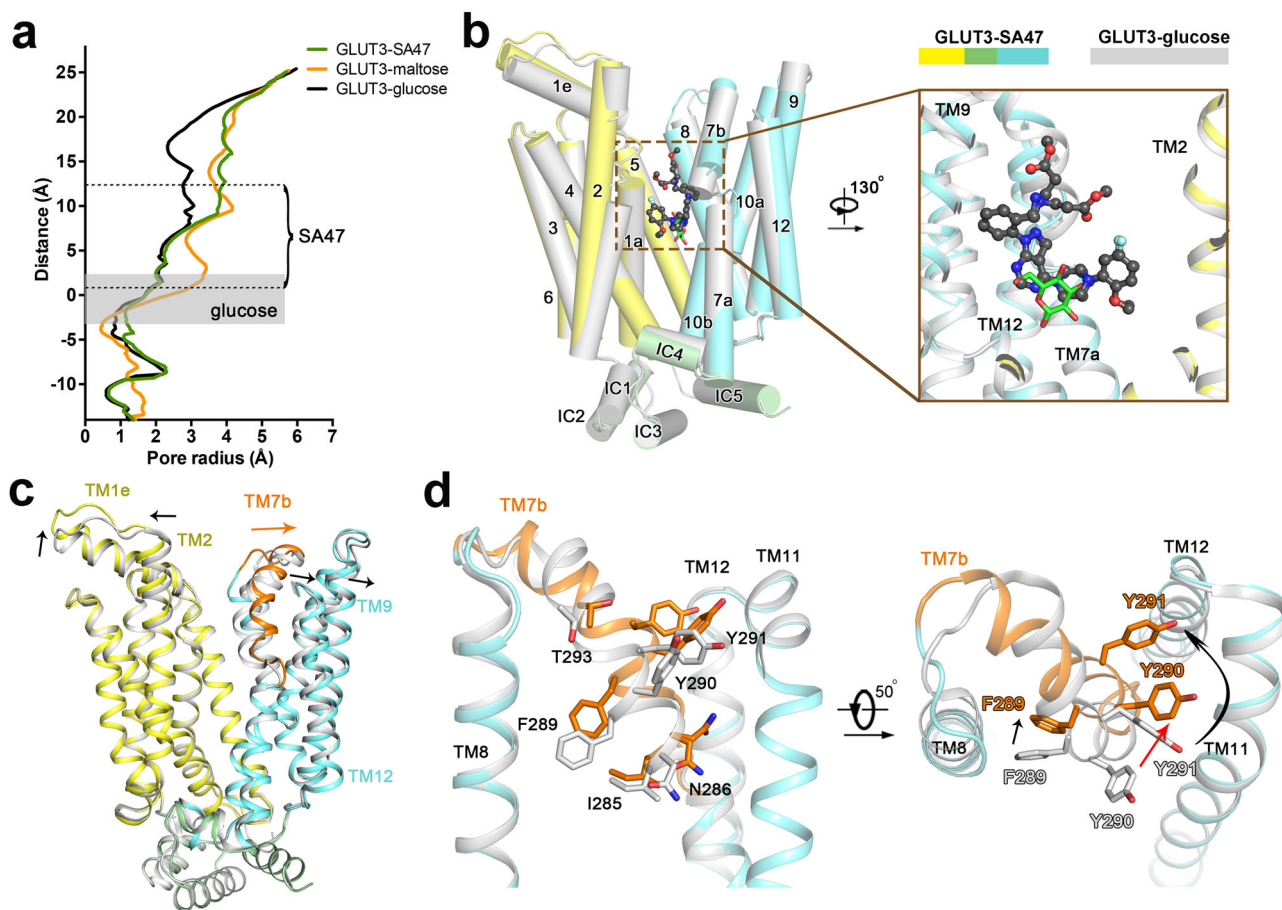 a
GLUT3-SA47
GLUT3-maltose
GLUT3-glucose
25
20
15
10
5
0
-5
-10
Distance (Å)
SA47
glucose
0 1 2 3 4 5 6 7
Pore radius (Å)
b
GLUT3-SA47
GLUT3-glucose
1e
9
8
7b
5
4
2
10a
12
3
1a
6
7a
10b
IC4
IC1
IC5
IC2
IC3
130°
TM9
TM2
TM12
TM7a
c
TM1e
TM7b
TM2
TM9
TM12
d
TM7b
TM12
TM11
T293
Y291
Y290
F289
TM8
I285
N286
50°
TM7b
TM12
Y291
Y290
F289
TM8
F289
Y291
TM11
Y290